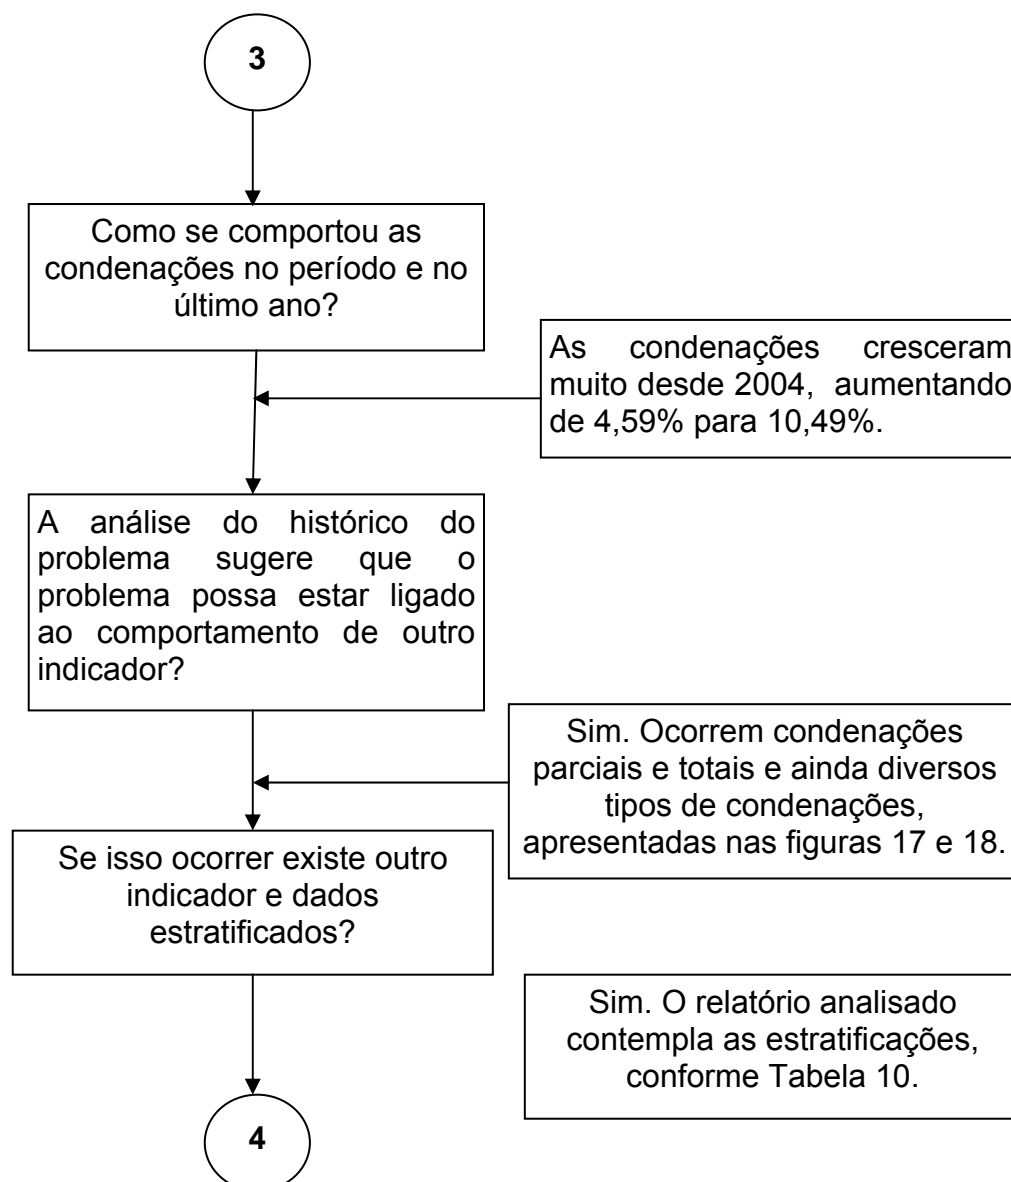 3
Como se comportou as
condenações no período e no
último ano?
As condenações cresceram
muito desde 2004, aumentando
de 4,59% para 10,49%.
A análise do histórico do
problema sugere que o
problema possa estar ligado
ao comportamento de outro
indicador?
Sim. Ocorrem condenações
parciais e totais e ainda diversos
tipos de condenações,
apresentadas nas figuras 17 e 18.
Se isso ocorrer existe outro
indicador e dados
estratificados?
Sim. O relatório analisado
contempla as estratificações,
conforme Tabela 10.
4